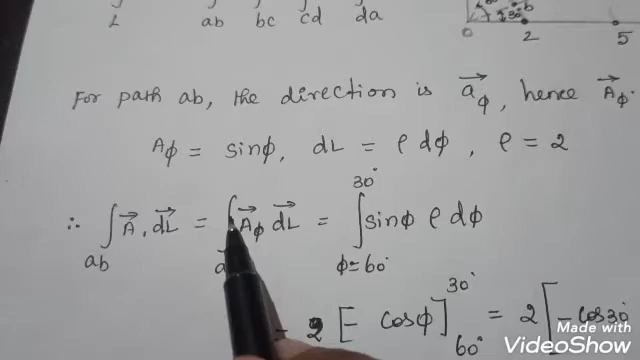 L ab bc cd da
30° b
0 2 5
For path ab, the direction is a⃗ϕ, hence A⃗ϕ.
Aϕ = sinϕ, dL = ρ dϕ, ρ = 2
∴ ∫ab A⃗ . dL⃗ = ∫ A⃗ϕ dL⃗ = ∫ϕ=60°^30° sinϕ ρ dϕ
2 [- cosϕ]60°^30° = 2 [-cos30
Made with
VideoShow